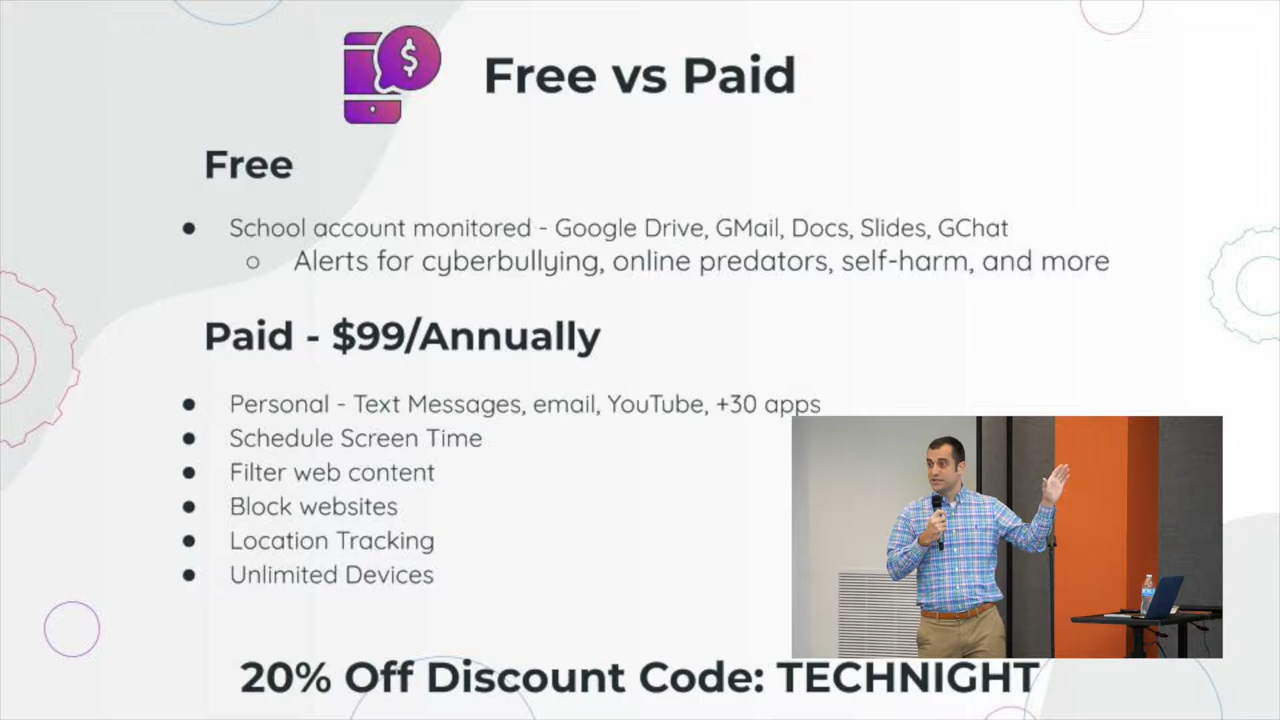 Free vs Paid
Free
● School account monitored - Google Drive, GMail, Docs, Slides, GChat
○ Alerts for cyberbullying, online predators, self-harm, and more
Paid - $99/Annually
● Personal - Text Messages, email, YouTube, +30 apps
● Schedule Screen Time
● Filter web content
● Block websites
● Location Tracking
● Unlimited Devices
20% Off Discount Code: TECHNIGHT